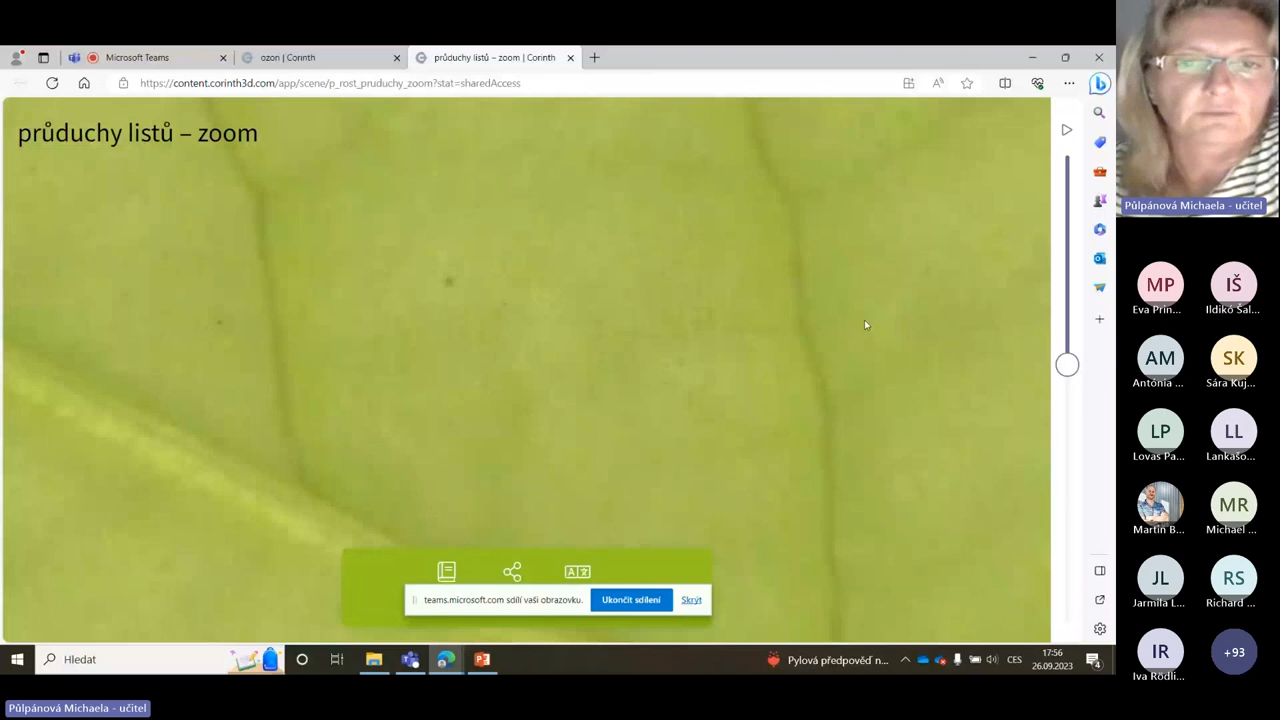 Microsoft Teams
ozon | Corinth
průduchy listů – zoom | Corinth
https://content.corinth3d.com/app/scene/p_rost_pruduchy_zoom?stat=sharedAccess
průduchy listů – zoom
teams.microsoft.com sdílí vaši obrazovku.
Ukončit sdílení
Skrýt
Hledat
Pylová předpověď n...
CES
17:56
26.09.2023
4
Půlpánová Michaela - učitel
MP
Eva Prin...
IŠ
Ildikó Šal...
AM
Antónia ...
SK
Sára Kuj...
LP
Lovas Pa...
LL
Lankašo...
Martin B...
MR
Michael ...
JL
Jarmila L...
RS
Richard ...
IR
Iva Rödli...
+93
Půlpánová Michaela - učitel